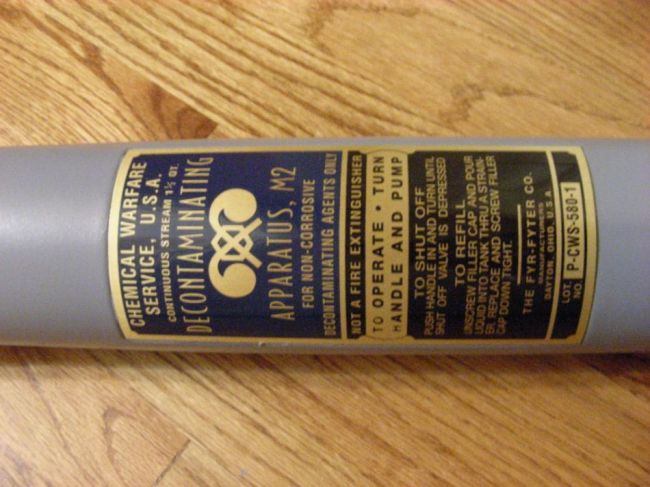 CHEMICAL WARFARE
SERVICE, U.S.A.
CONTINUOUS STREAM 1½ QT.
DECONTAMINATING
APPARATUS, M2
FOR NON-CORROSIVE
DECONTAMINATING AGENTS ONLY
NOT A FIRE EXTINGUISHER
TO OPERATE • TURN
HANDLE AND PUMP
TO SHUT OFF
PUSH HANDLE IN AND TURN UNTIL
SHUT OFF VALVE IS DEPRESSED
TO REFILL
UNSCREW FILLER CAP AND POUR
LIQUID INTO TANK THRU A STRAIN-
ER. REPLACE AND SCREW FILLER
CAP DOWN TIGHT.
THE FYR-FYTER CO.
MANUFACTURERS
DAYTON, OHIO, U.S.A.
LOT. NO. P-CWS-580-1